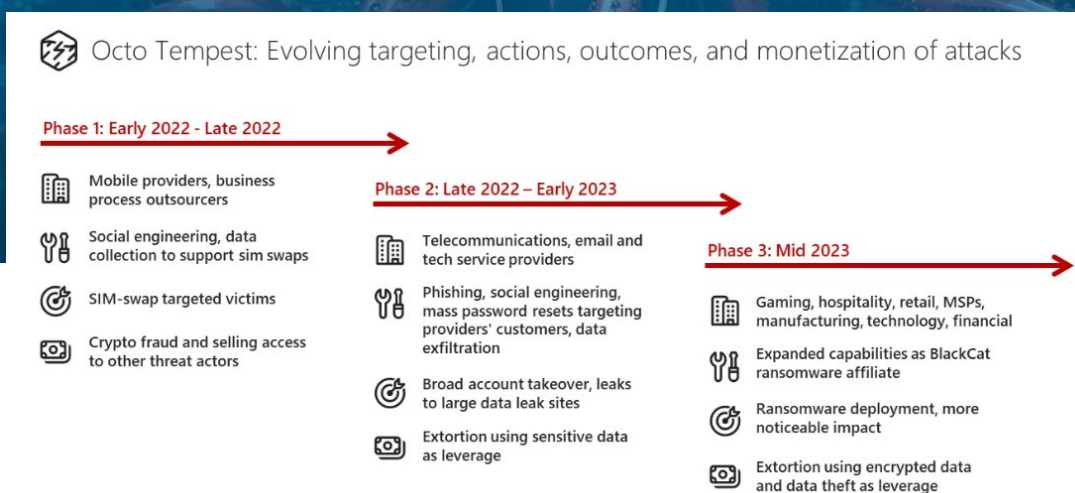 Octo Tempest: Evolving targeting, actions, outcomes, and monetization of attacks
Phase 1: Early 2022 - Late 2022
Mobile providers, business
process outsourcers
Social engineering, data
collection to support sim swaps
SIM-swap targeted victims
Crypto fraud and selling access
to other threat actors
Phase 2: Late 2022 – Early 2023
Telecommunications, email and
tech service providers
Phishing, social engineering,
mass password resets targeting
providers' customers, data
exfiltration
Broad account takeover, leaks
to large data leak sites
Extortion using sensitive data
as leverage
Phase 3: Mid 2023
Gaming, hospitality, retail, MSPs,
manufacturing, technology, financial
Expanded capabilities as BlackCat
ransomware affiliate
Ransomware deployment, more
noticeable impact
Extortion using encrypted data
and data theft as leverage